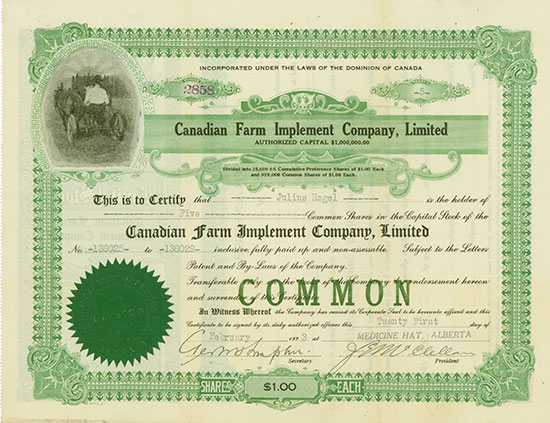 INCORPORATED UNDER THE LAWS OF THE DOMINION OF CANADA
2858 -5-
Canadian Farm Implement Company, Limited
AUTHORIZED CAPITAL $1,000,000.00
Divided into 25,000 8% Cumulative Preference Shares of $1.00 Each
and 975,000 Common Shares of $1.00 Each.
This is to Certify that Julius Hagel is the holder of
Five Common Shares in the Capital Stock of the
Canadian Farm Implement Company, Limited
No. -138025- to -138029- inclusive fully paid up and non-assessable. Subject to the Letters
Patent and By-Laws of the Company.
Transferable only on the books of the Company by endorsement hereon
and surrender of this Certificate.
COMMON
In Witness Whereof the Company has caused its Corporate Seal to be hereunto affixed and this
Certificate to be signed by its duly authorized officers this Twenty First day of
February 1923 at MEDICINE HAT, ALBERTA
Secretary President
SHARES $1.00 EACH